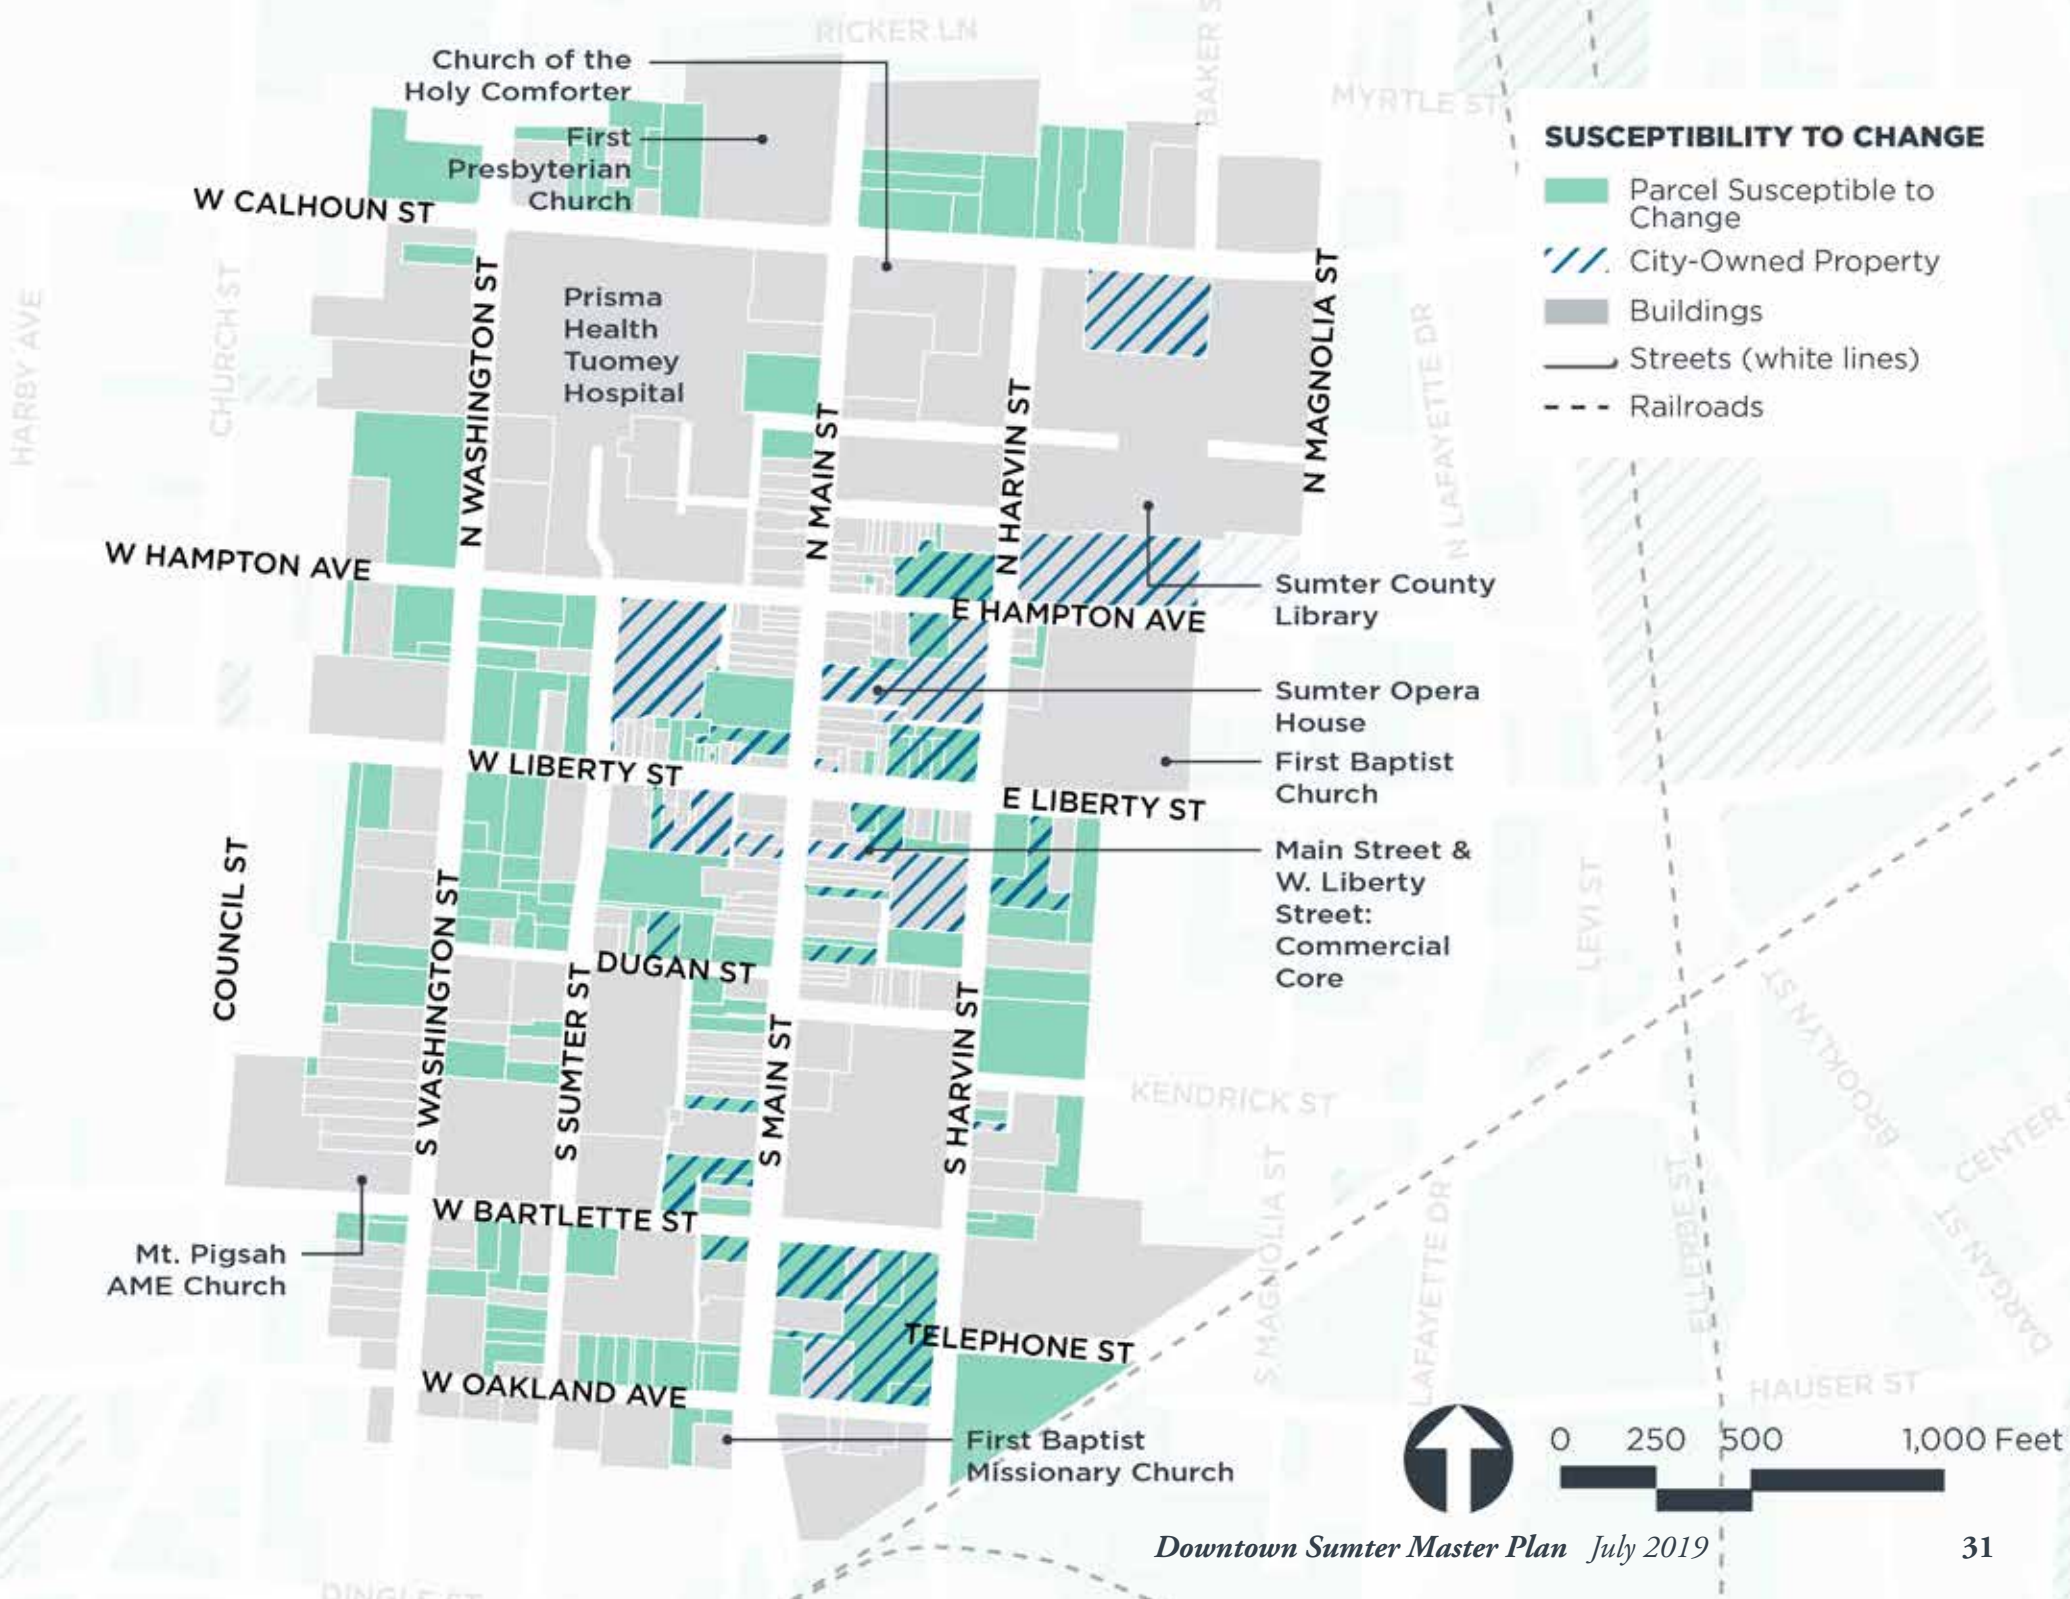 RICKER LN
BAKER S
MYRTLE ST
Church of the
Holy Comforter
First
Presbyterian
Church
W CALHOUN ST
SUSCEPTIBILITY TO CHANGE
Parcel Susceptible to
Change
City-Owned Property
Buildings
Streets (white lines)
Railroads
HARBY AVE
CHURCH ST
N WASHINGTON ST
Prisma
Health
Tuomey
Hospital
N MAIN ST
N HARVIN ST
N MAGNOLIA ST
N LAFAYETTE DR
W HAMPTON AVE
E HAMPTON AVE
Sumter County
Library
Sumter Opera
House
First Baptist
Church
W LIBERTY ST
E LIBERTY ST
Main Street &
W. Liberty
Street:
Commercial
Core
COUNCIL ST
S WASHINGTON ST
DUGAN ST
S SUMTER ST
S MAIN ST
S HARVIN ST
LEVI ST
BROOKLYN ST
KENDRICK ST
CENTER
S MAGNOLIA ST
LAFAYETTE DR
ELLERBE ST
DARGAN ST
W BARTLETTE ST
Mt. Pigsah
AME Church
TELEPHONE ST
W OAKLAND AVE
HAUSER ST
First Baptist
Missionary Church
0 250 500 1,000 Feet
Downtown Sumter Master Plan July 2019 31
DINGLE ST